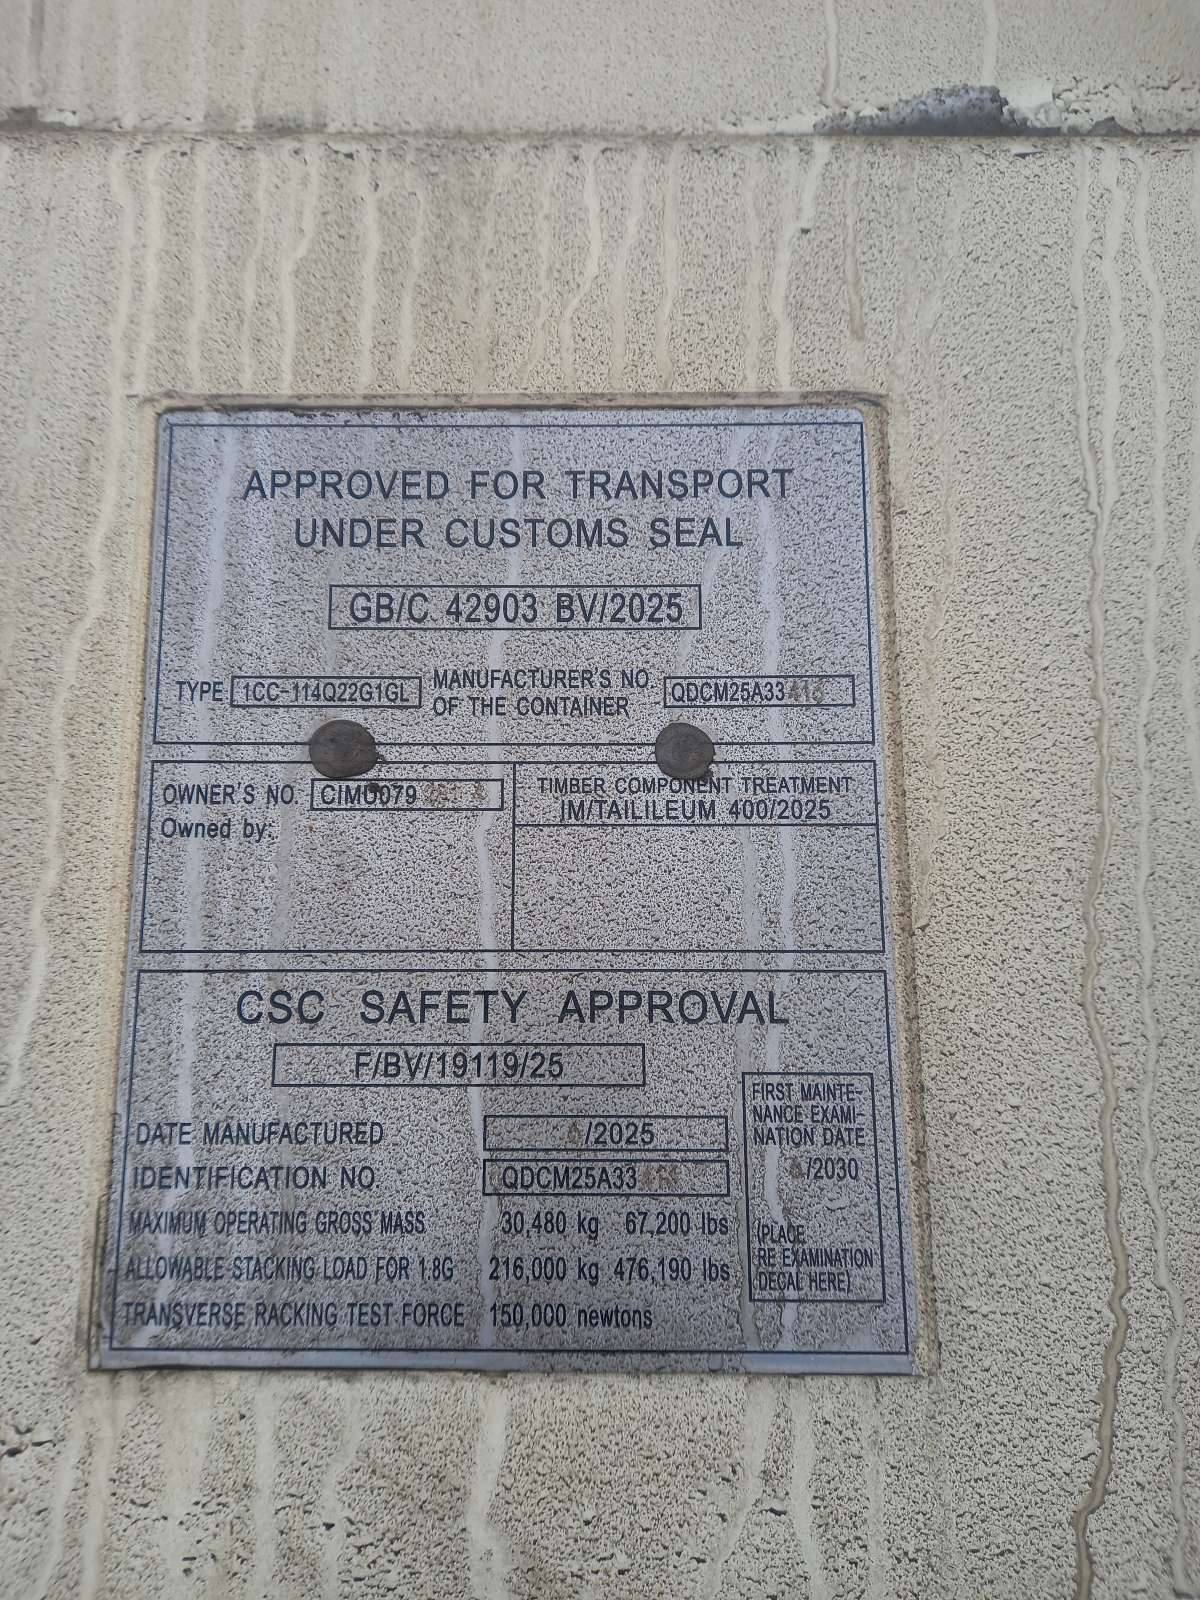 APPROVED FOR TRANSPORT
UNDER CUSTOMS SEAL
GB/C 42903 BV/2025
TYPE 1CC-114Q22G1GL
MANUFACTURER'S NO.
OF THE CONTAINER
QDCM25A33
OWNER'S NO. CIMU079
Owned by:
TIMBER COMPONENT TREATMENT
IM/TAILILEUM 400/2025
CSC SAFETY APPROVAL
F/BV/19119/25
DATE MANUFACTURED /2025
IDENTIFICATION NO. QDCM25A33
MAXIMUM OPERATING GROSS MASS 30,480 kg 67,200 lbs
ALLOWABLE STACKING LOAD FOR 1.8G 216,000 kg 476,190 lbs
TRANSVERSE RACKING TEST FORCE 150,000 newtons
FIRST MAINTE-
NANCE EXAMI-
NATION DATE
/2030
(PLACE
RE EXAMINATION
DECAL HERE)